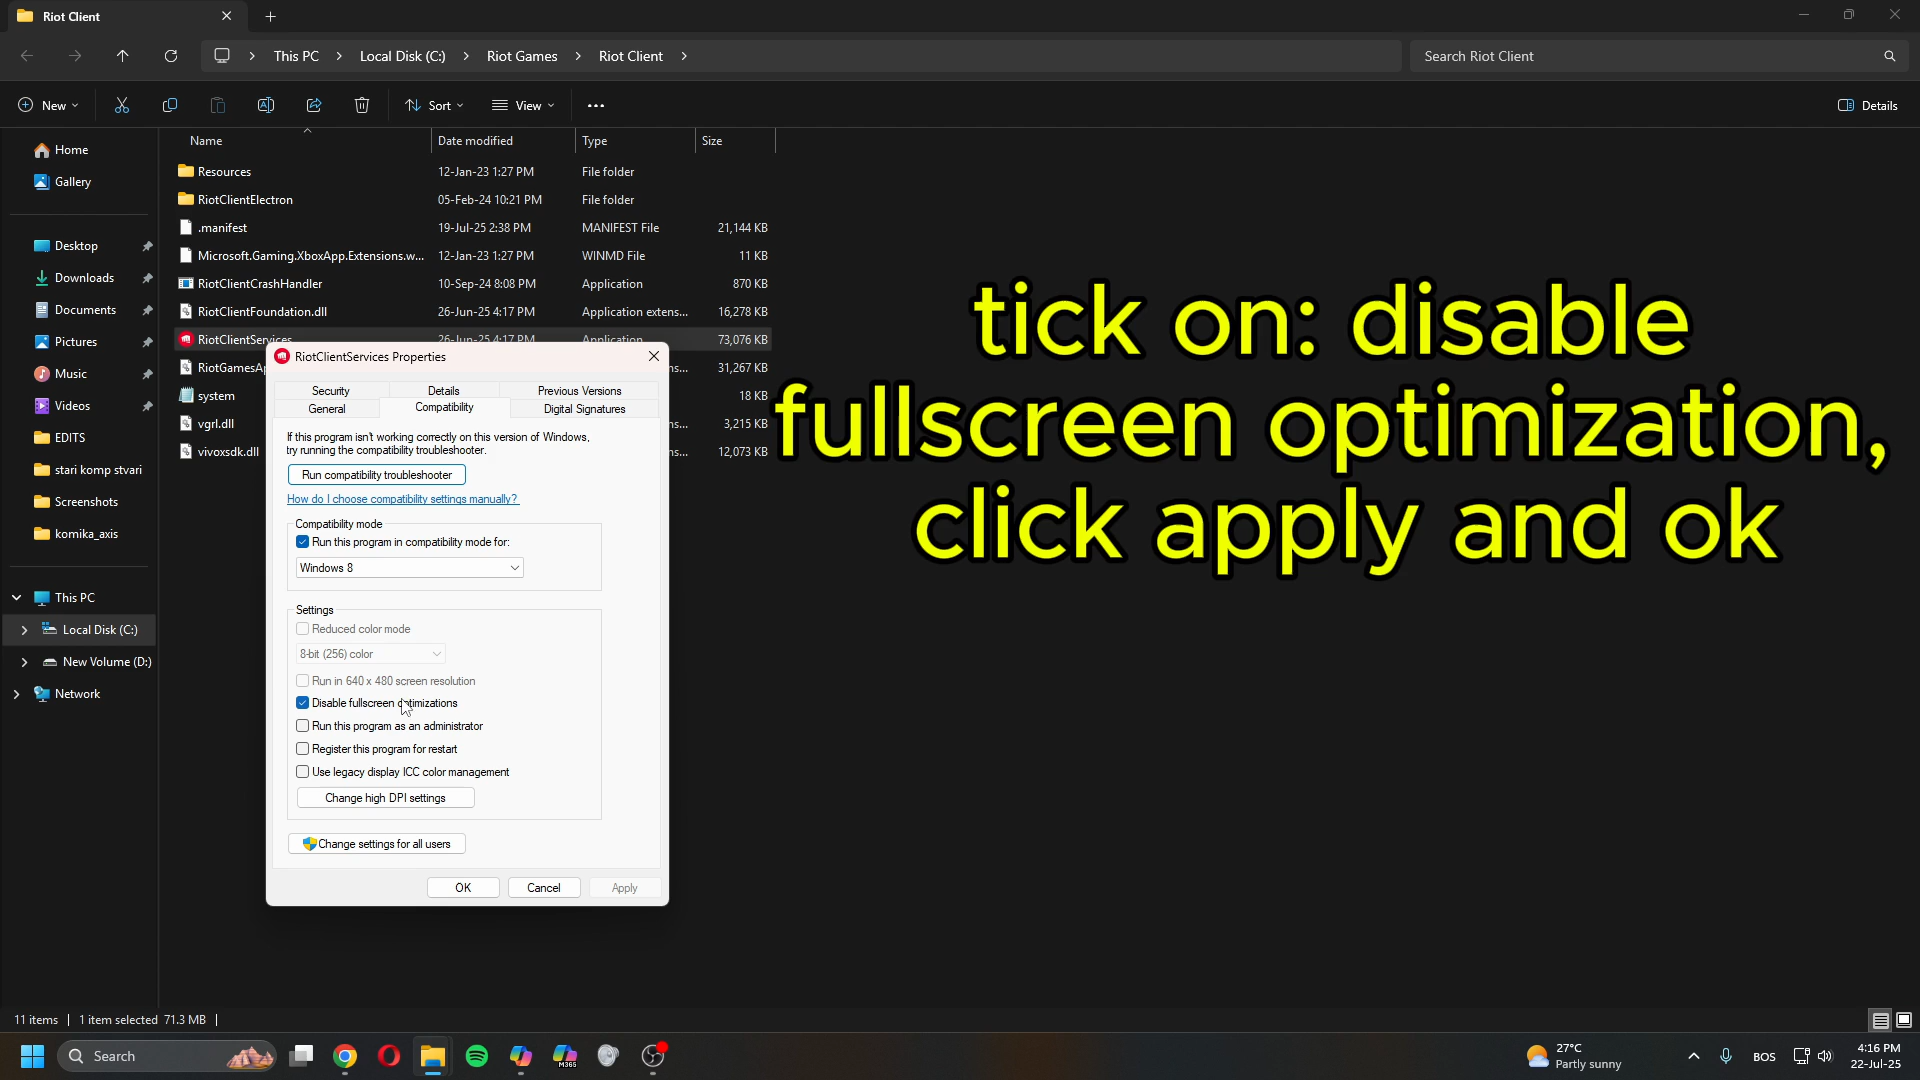 Riot Client
This PC
Local Disk (C:)
Riot Games
Riot Client
Search Riot Client
New
Sort
View
Details
Home
Gallery
Desktop
Downloads
Documents
Pictures
Music
Videos
EDITS
stari komp stvari
Screenshots
komika_axis
This PC
Local Disk (C:)
New Volume (D:)
Network
Name Date modified Type Size
Resources 12-Jan-23 1:27 PM File folder
RiotClientElectron 05-Feb-24 10:21 PM File folder
.manifest 19-Jul-25 2:38 PM MANIFEST File 21,144 KB
Microsoft.Gaming.XboxApp.Extensions.w... 12-Jan-23 1:27 PM WINMD File 11 KB
RiotClientCrashHandler 10-Sep-24 8:08 PM Application 870 KB
RiotClientFoundation.dll 26-Jun-25 4:17 PM Application extens... 16,278 KB
RiotClientServices 26-Jun-25 4:17 PM Application 73,076 KB
RiotGamesAp ns... 31,267 KB
system 18 KB
vgrl.dll ns... 3,215 KB
vivoxsdk.dll ns... 12,073 KB
RiotClientServices Properties
Security Details Previous Versions
General Compatibility Digital Signatures
If this program isn't working correctly on this version of Windows,
try running the compatibility troubleshooter.
Run compatibility troubleshooter
How do I choose compatibility settings manually?
Compatibility mode
Run this program in compatibility mode for:
Windows 8
Settings
Reduced color mode
8-bit (256) color
Run in 640 x 480 screen resolution
Disable fullscreen optimizations
Run this program as an administrator
Register this program for restart
Use legacy display ICC color management
Change high DPI settings
Change settings for all users
OK Cancel Apply
tick on: disable
fullscreen optimization,
click apply and ok
11 items 1 item selected 71.3 MB
Search
M365
27°C
Partly sunny
BOS
4:16 PM
22-Jul-25